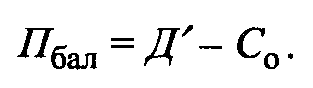 Пбал = Д′ – Со.